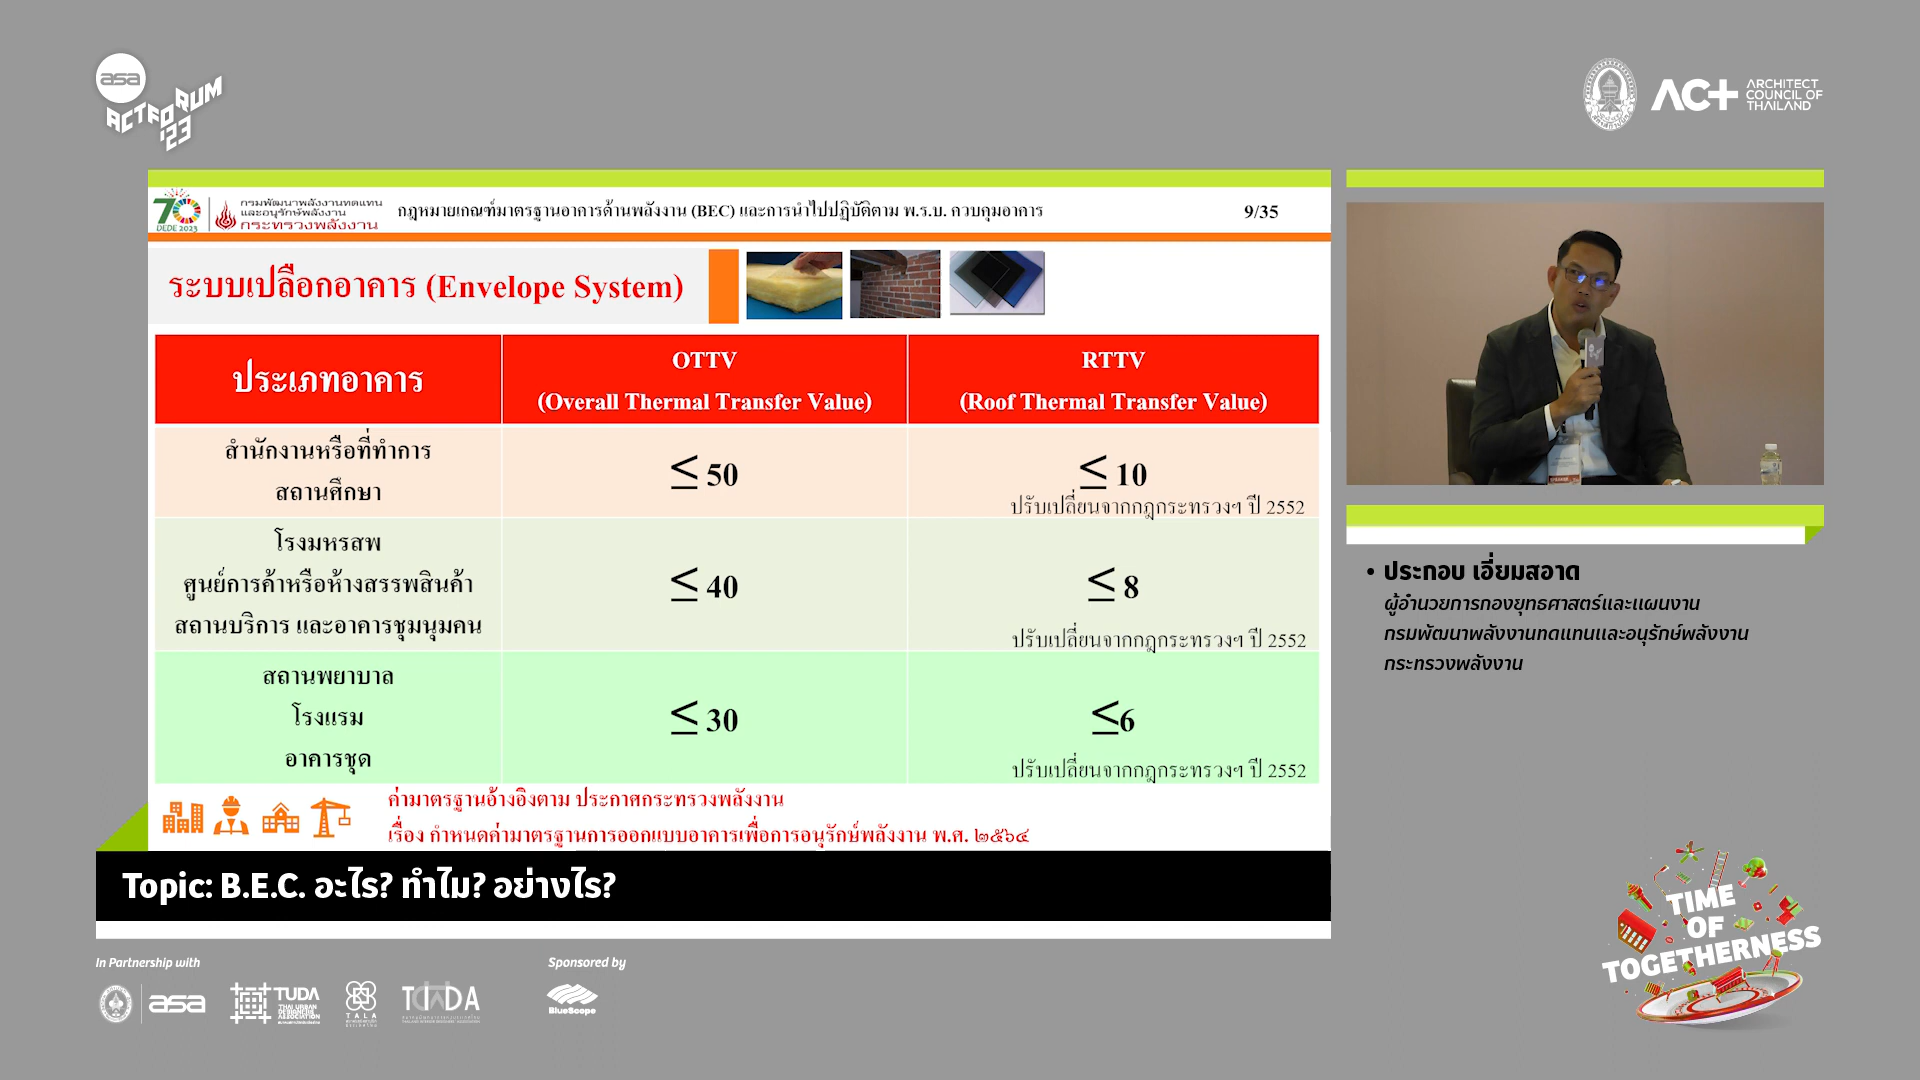 asa
ACTFORUM
'23
ACT
ARCHITECT
COUNCIL OF
THAILAND
70
DEDE 2023
กรมพัฒนาพลังงานทดแทน
และอนุรักษ์พลังงาน
กระทรวงพลังงาน
กฎหมายเกณฑ์มาตรฐานอาคารด้านพลังงาน (BEC) และการนำไปปฏิบัติตาม พ.ร.บ. ควบคุมอาคาร
9/35
ระบบเปลือกอาคาร (Envelope System)
ประเภทอาคาร
OTTV
(Overall Thermal Transfer Value)
RTTV
(Roof Thermal Transfer Value)
สำนักงานหรือที่ทำการ
สถานศึกษา
≤ 50
≤ 10
ปรับเปลี่ยนจากกฎกระทรวงฯ ปี 2552
โรงมหรสพ
ศูนย์การค้าหรือห้างสรรพสินค้า
สถานบริการ และอาคารชุมนุมคน
≤ 40
≤ 8
ปรับเปลี่ยนจากกฎกระทรวงฯ ปี 2552
สถานพยาบาล
โรงแรม
อาคารชุด
≤ 30
≤6
ปรับเปลี่ยนจากกฎกระทรวงฯ ปี 2552
ค่ามาตรฐานอ้างอิงตาม ประกาศกระทรวงพลังงาน
เรื่อง กำหนดค่ามาตรฐานการออกแบบอาคารเพื่อการอนุรักษ์พลังงาน พ.ศ. ๒๕๖๔
Topic: B.E.C. อะไร? ทำไม? อย่างไร?
• ประกอบ เอี่ยมสอาด
ผู้อำนวยการกองยุทธศาสตร์และแผนงาน
กรมพัฒนาพลังงานทดแทนและอนุรักษ์พลังงาน
กระทรวงพลังงาน
TIME
OF
TOGETHERNESS
In Partnership with
asa
TUDA
THAI URBAN
DESIGNERS
ASSOCIATION
TALA
TIDA
Sponsored by
BlueScope